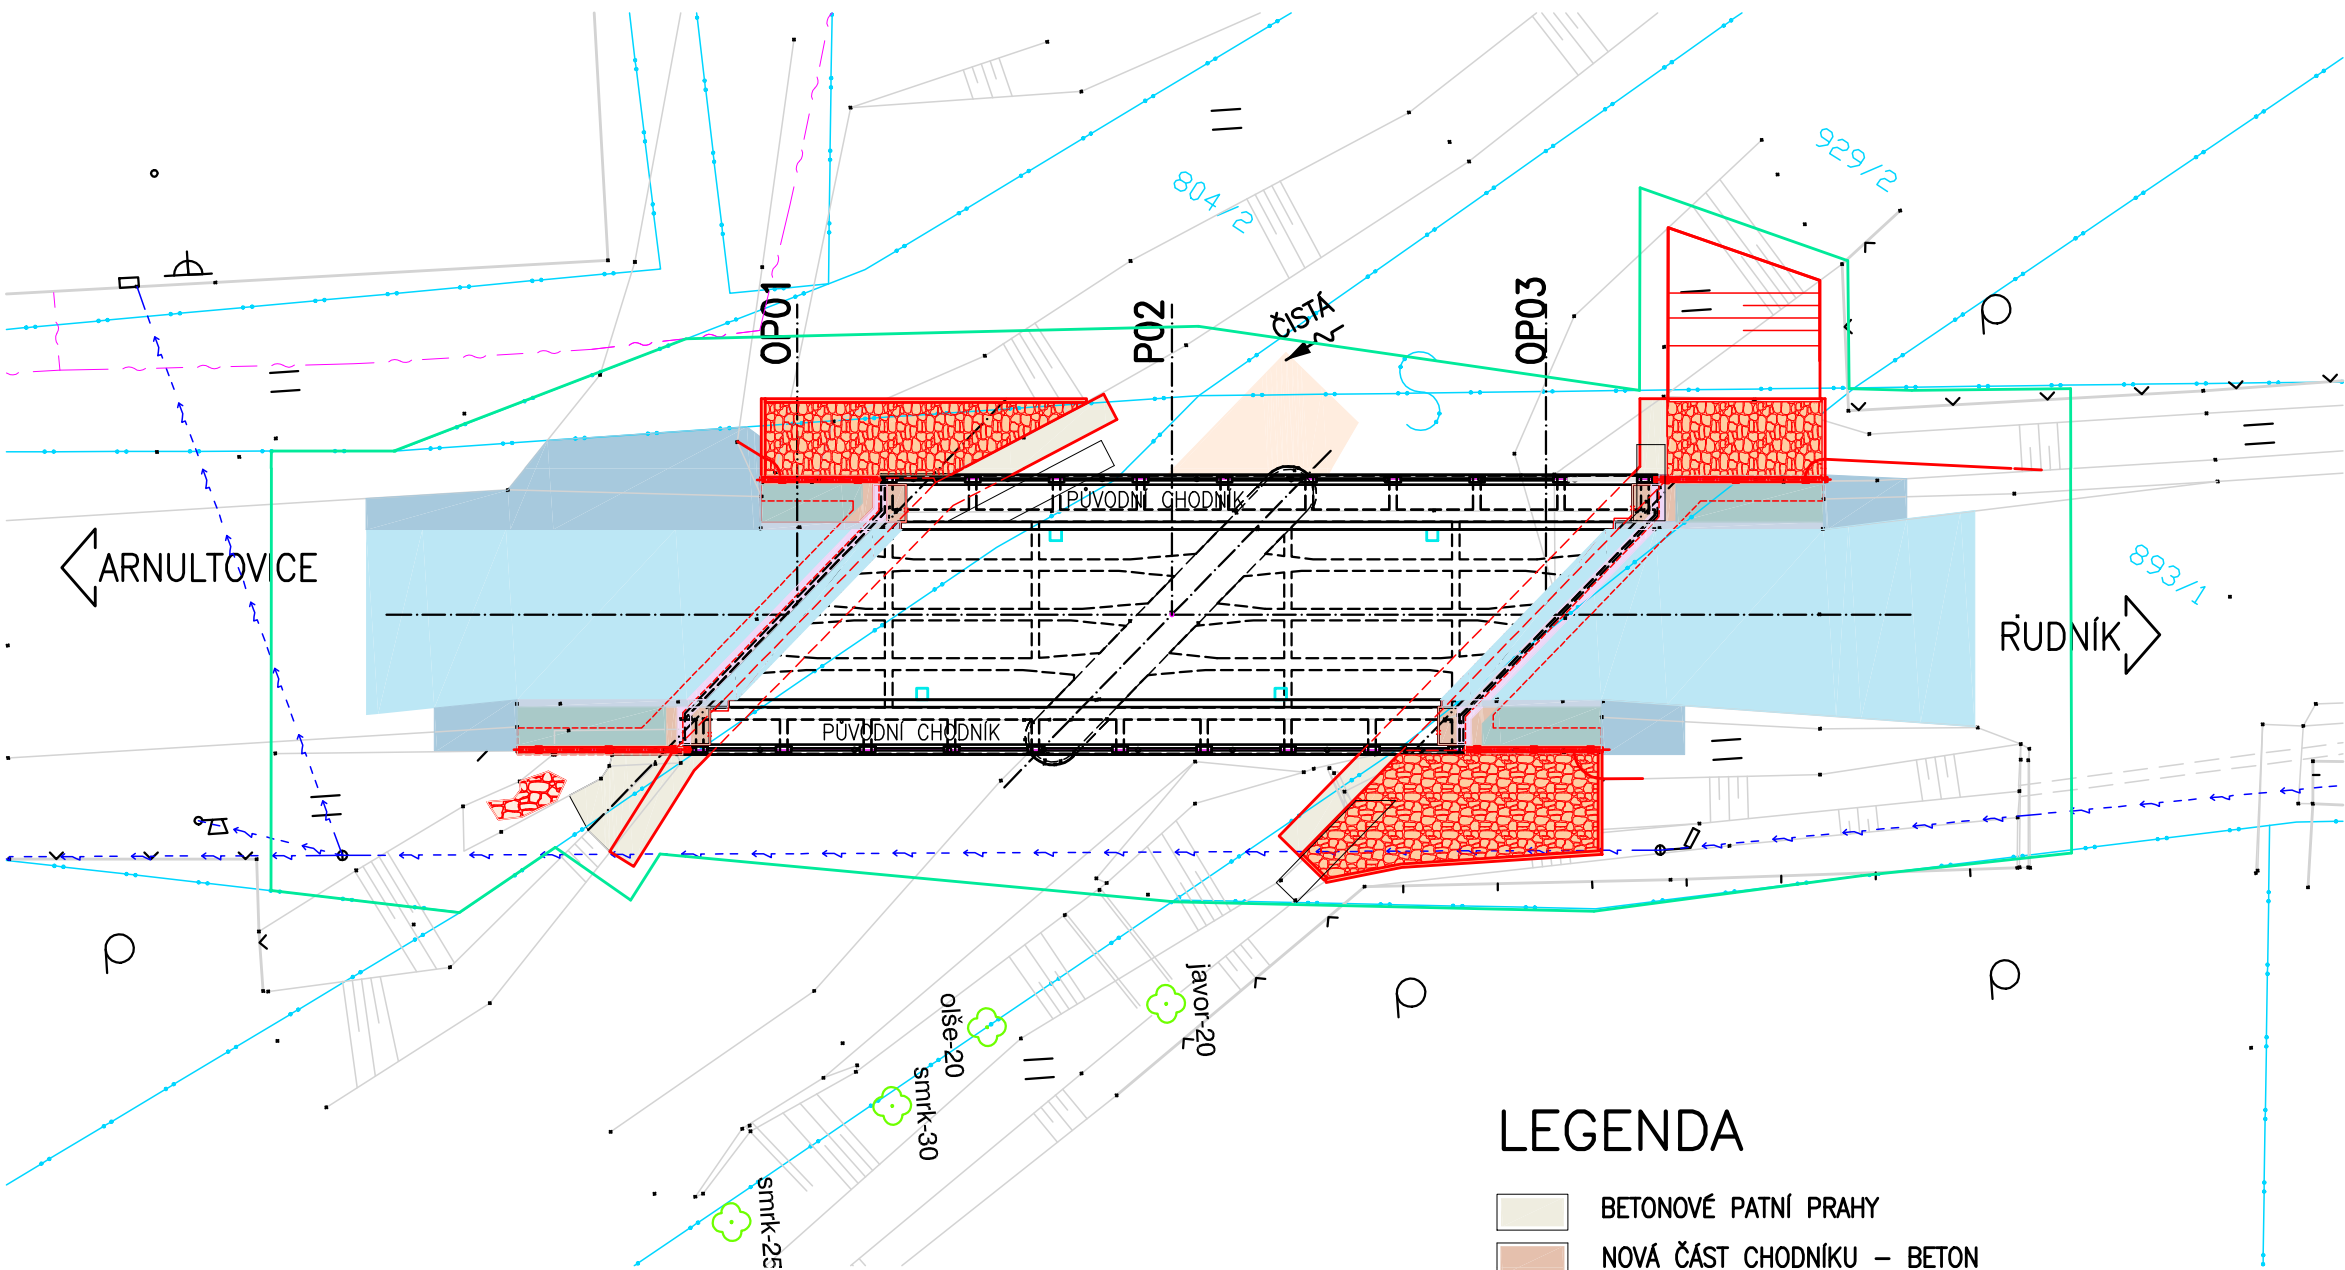 929/2
804/2
OP01
P02
ČISTÁ
OP03
PŮVODNÍ CHODNÍK
ARNULTOVICE
893/1
RUDNÍK
PŮVODNÍ CHODNÍK
javor-20
olše-20
smrk-30
smrk-25
LEGENDA
BETONOVÉ PATNÍ PRAHY
NOVÁ ČÁST CHODNÍKU – BETON